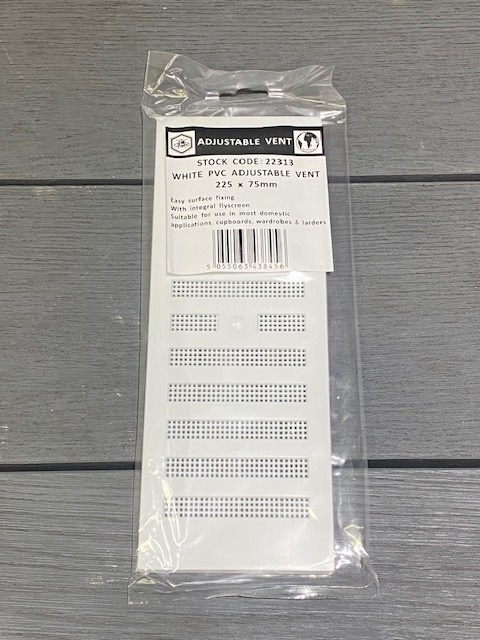 ADJUSTABLE VENT
STOCK CODE: 22313
WHITE PVC ADJUSTABLE VENT
225 x 75mm
Easy surface fixing
With integral flyscreen
Suitable for use in most domestic
applications, cupboards, wardrobes & larders
5 055063 438456